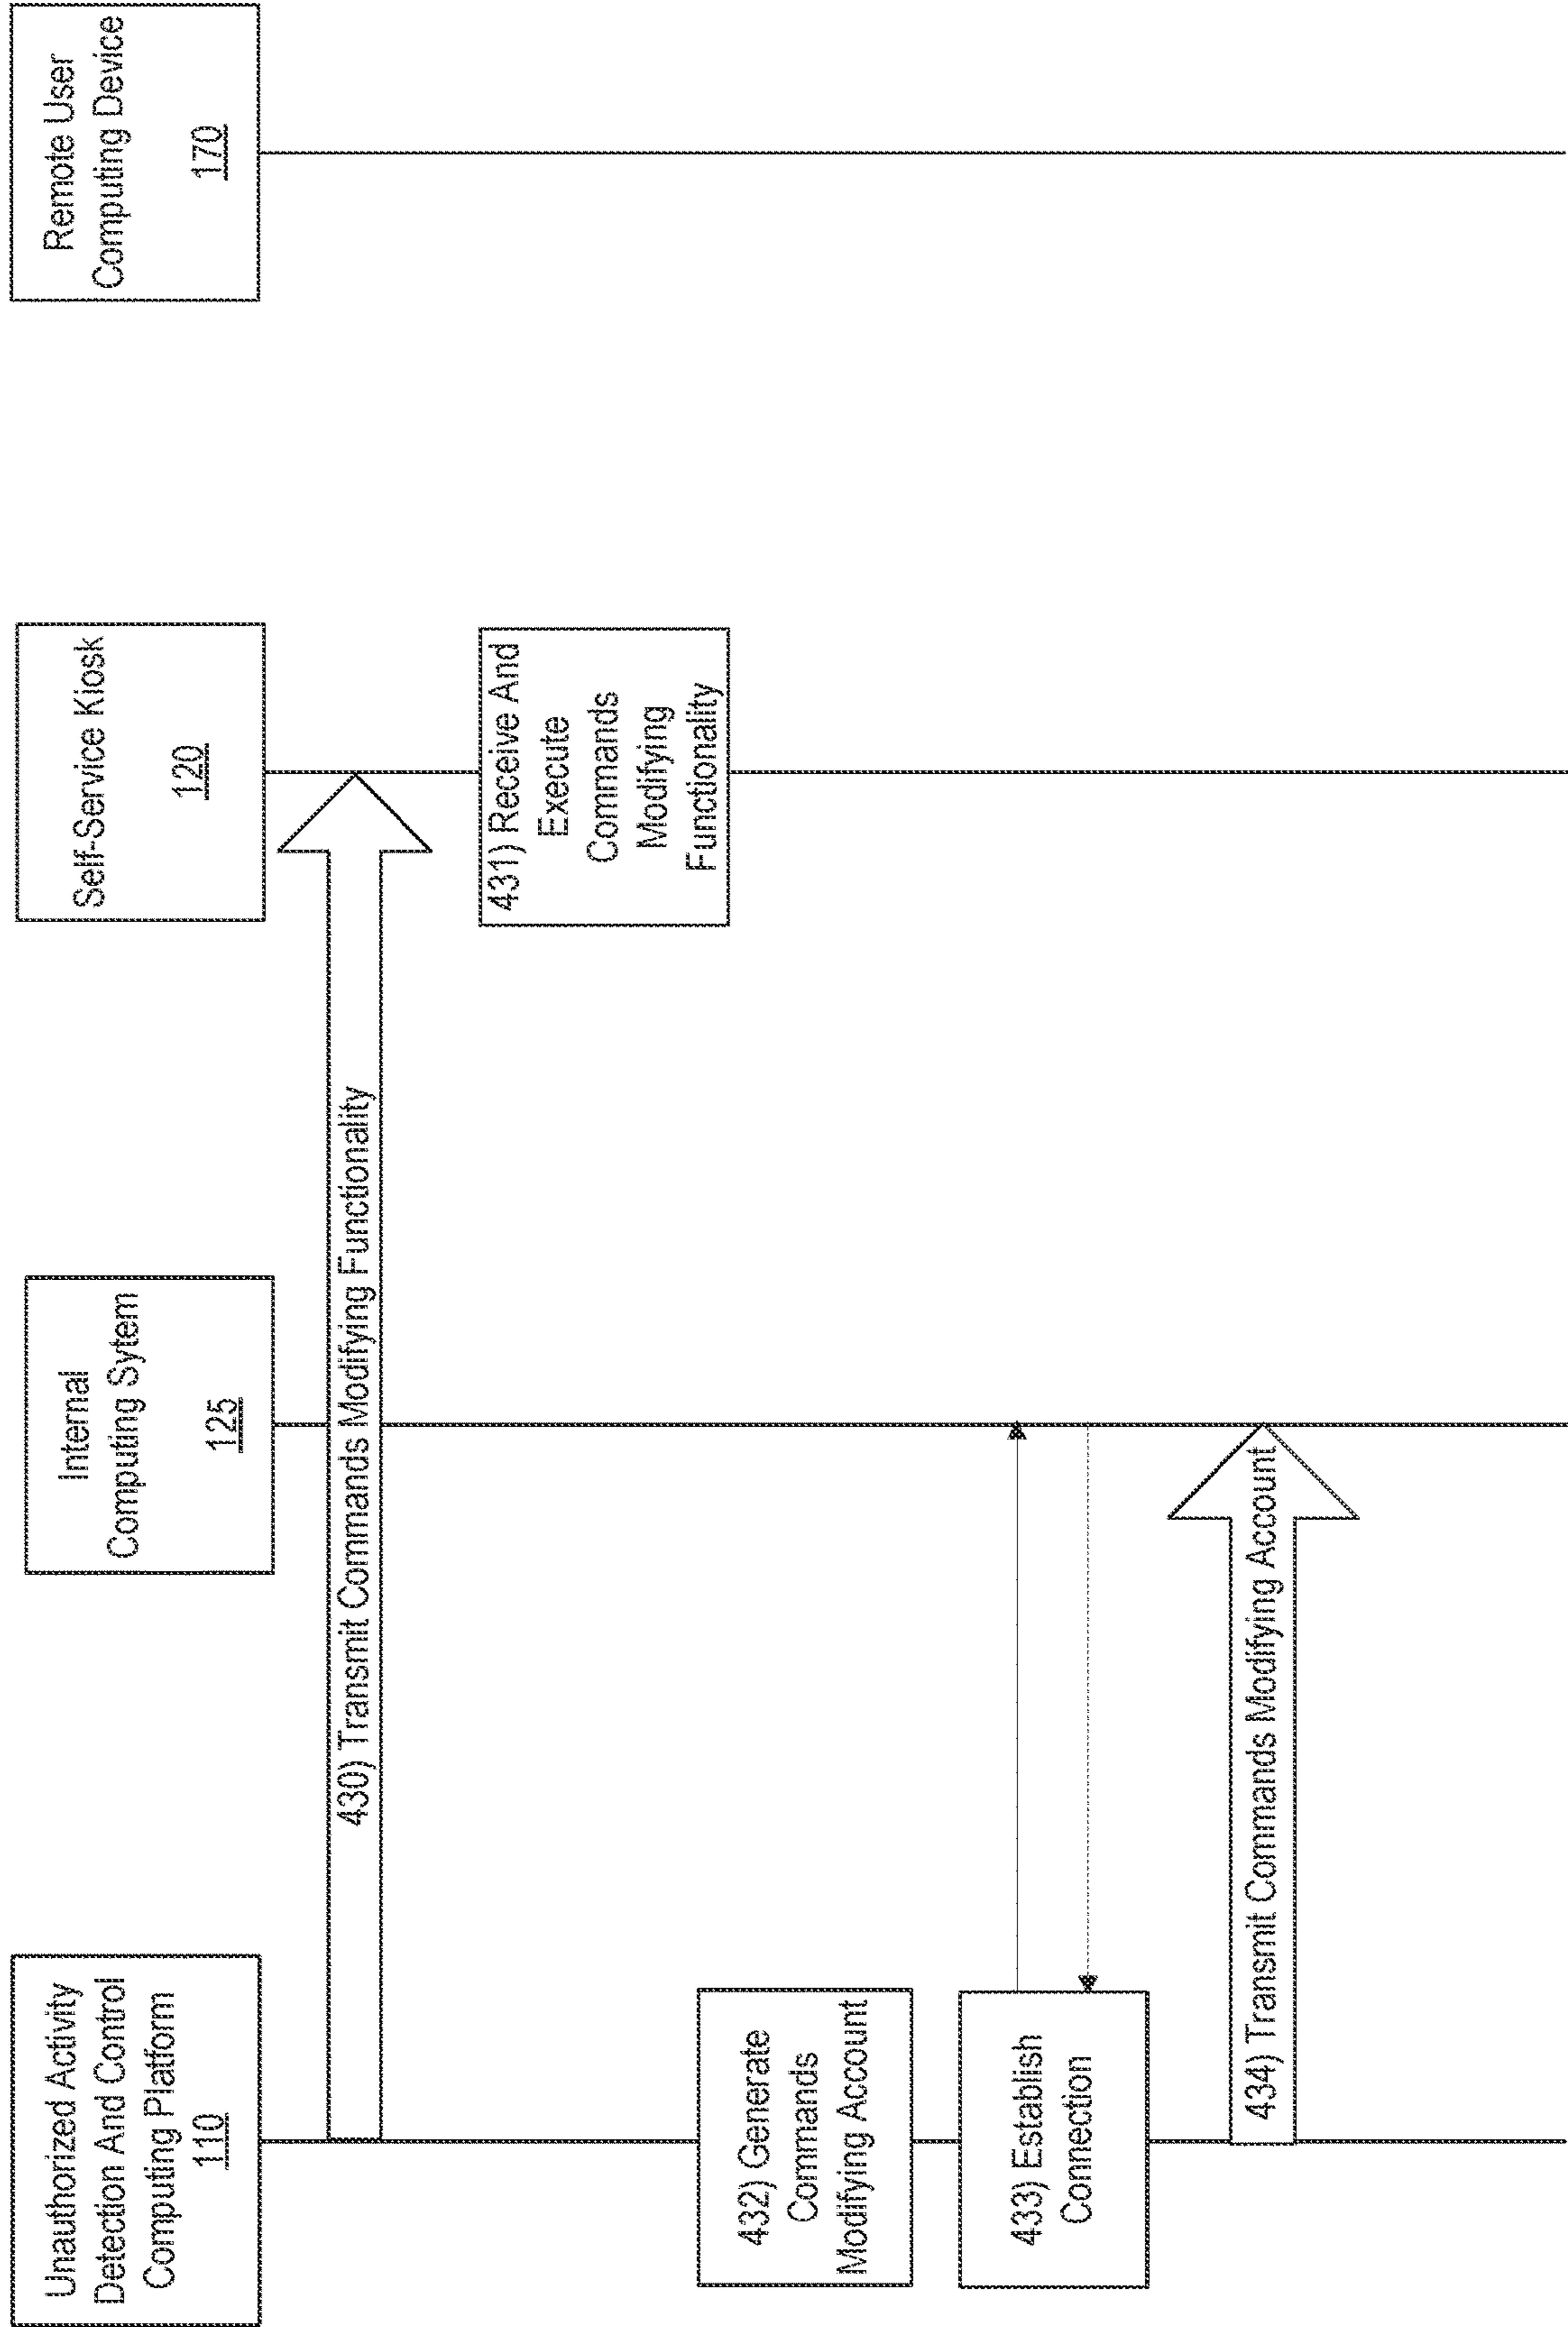 Unauthorized Activity
Detection And Control
Computing Platform
110
Internal
Computing Sytem
125
Self-Service Kiosk
120
Remote User
Computing Device
170
430) Transmit Commands Modifying Functionality
431) Receive And
Execute
Commands
Modifying
Functionality
432) Generate
Commands
Modifying Account
433) Establish
Connection
434) Transmit Commands Modifying Account